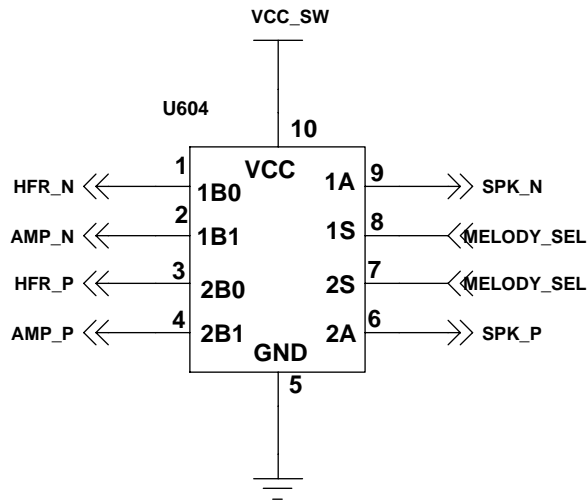 VCC_SW
U604
10
1 VCC 9
HFR_N 1B0 1A SPK_N
2 8
AMP_N 1B1 1S MELODY_SEL
3 7
HFR_P 2B0 2S MELODY_SEL
4 6
AMP_P 2B1 2A SPK_P
GND
5